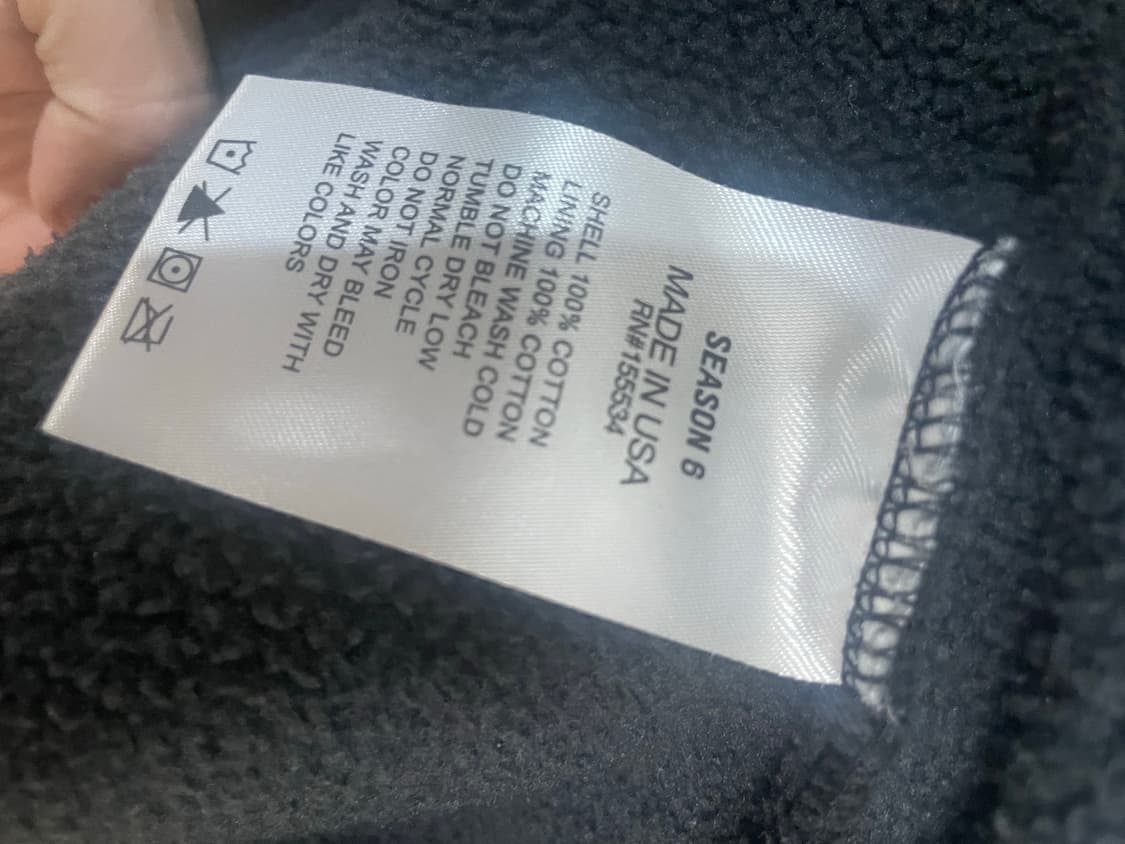 SEASON 6
MADE IN USA
RN#155534
SHELL 100% COTTON
LINING 100% COTTON
MACHINE WASH COLD
DO NOT BLEACH
TUMBLE DRY LOW
NORMAL CYCLE
DO NOT IRON
COLOR MAY BLEED
WASH AND DRY WITH
LIKE COLORS